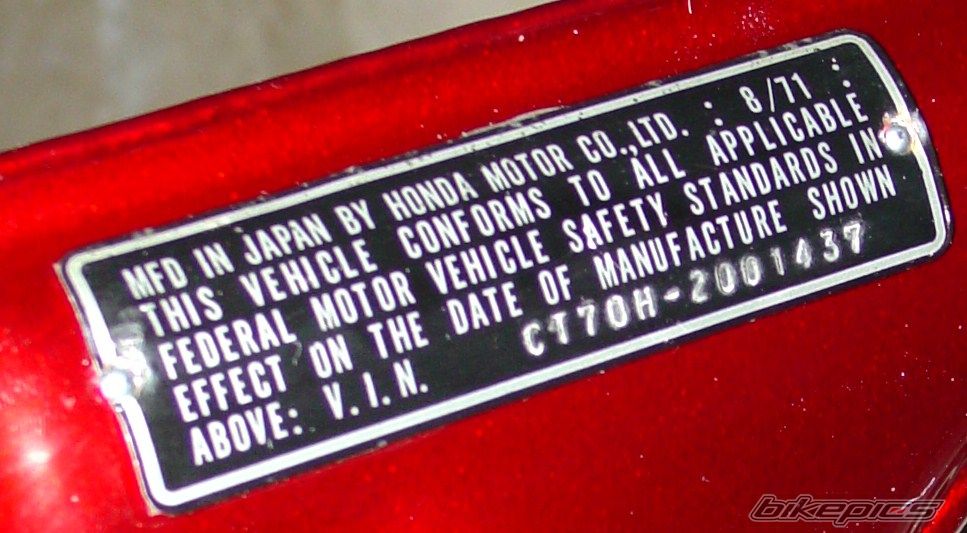 MFD IN JAPAN BY HONDA MOTOR CO.,LTD. : 8/71 :
THIS VEHICLE CONFORMS TO ALL APPLICABLE
FEDERAL MOTOR VEHICLE SAFETY STANDARDS IN
EFFECT ON THE DATE OF MANUFACTURE SHOWN
ABOVE: V.I.N. CT70H-2001437
bikepics